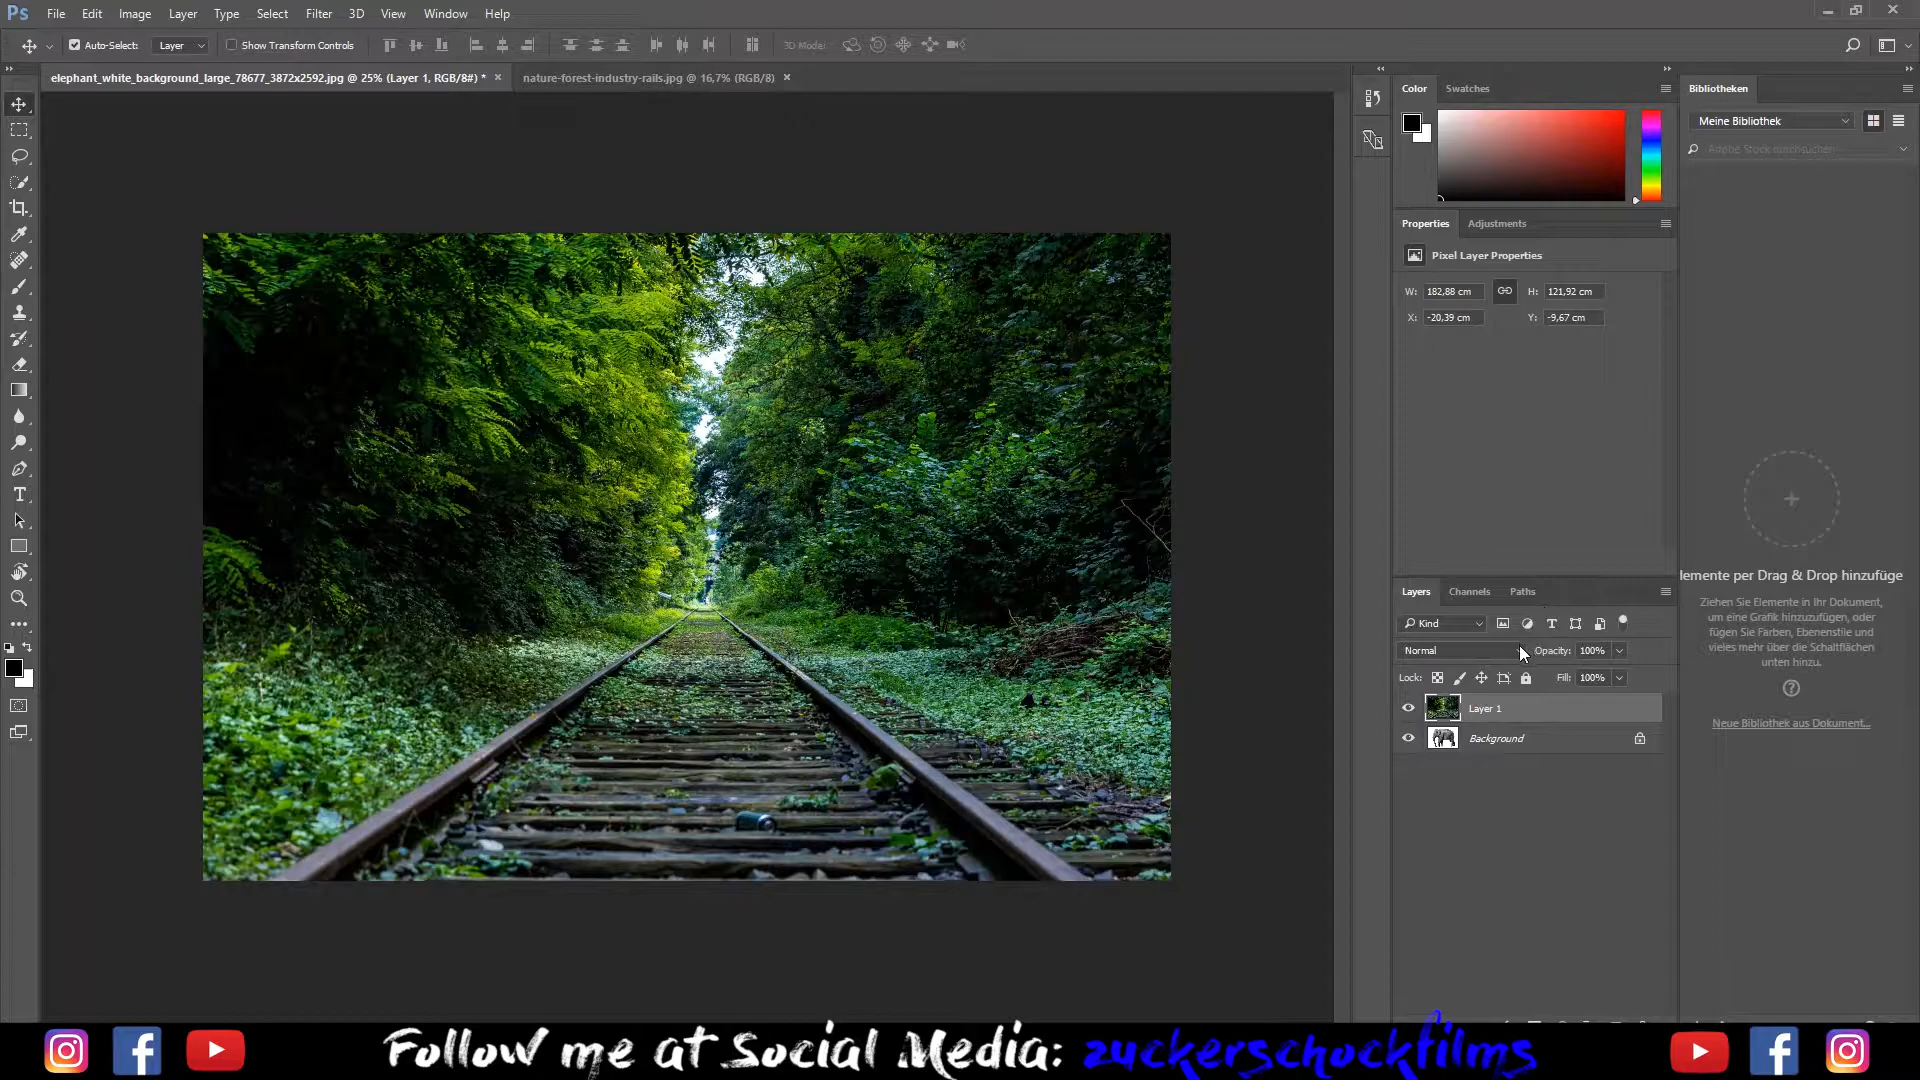 Ps File Edit Image Layer Type Select Filter 3D View Window Help
Auto-Select: Layer Show Transform Controls 3D Mode:
elephant_white_background_large_78677_3872x2592.jpg @ 25% (Layer 1, RGB/8#) * nature-forest-industry-rails.jpg @ 16,7% (RGB/8)
Color Swatches
Bibliotheken
Meine Bibliothek
Adobe Stock durchsuchen
Properties Adjustments
Pixel Layer Properties
W: 182,88 cm H: 121,92 cm
X: -20,39 cm Y: -9,67 cm
lemente per Drag & Drop hinzufüge
Ziehen Sie Elemente in Ihr Dokument,
um eine Grafik hinzuzufügen, oder
fügen Sie Farben, Ebenenstile und
vieles mehr über die Schaltflächen
unten hinzu.
Neue Bibliothek aus Dokument...
Layers Channels Paths
Kind
Normal Opacity: 100%
Lock: Fill: 100%
Layer 1
Background
Follow me at Social Media: zuckerschockfilms